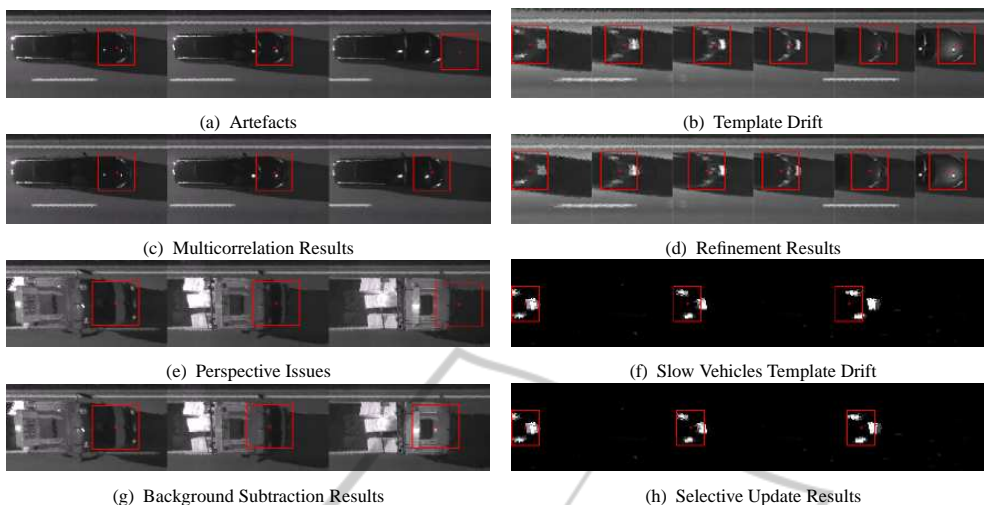 (a) Artefacts
(b) Template Drift
(c) Multicorrelation Results
(d) Refinement Results
(e) Perspective Issues
(f) Slow Vehicles Template Drift
(g) Background Subtraction Results
(h) Selective Update Results